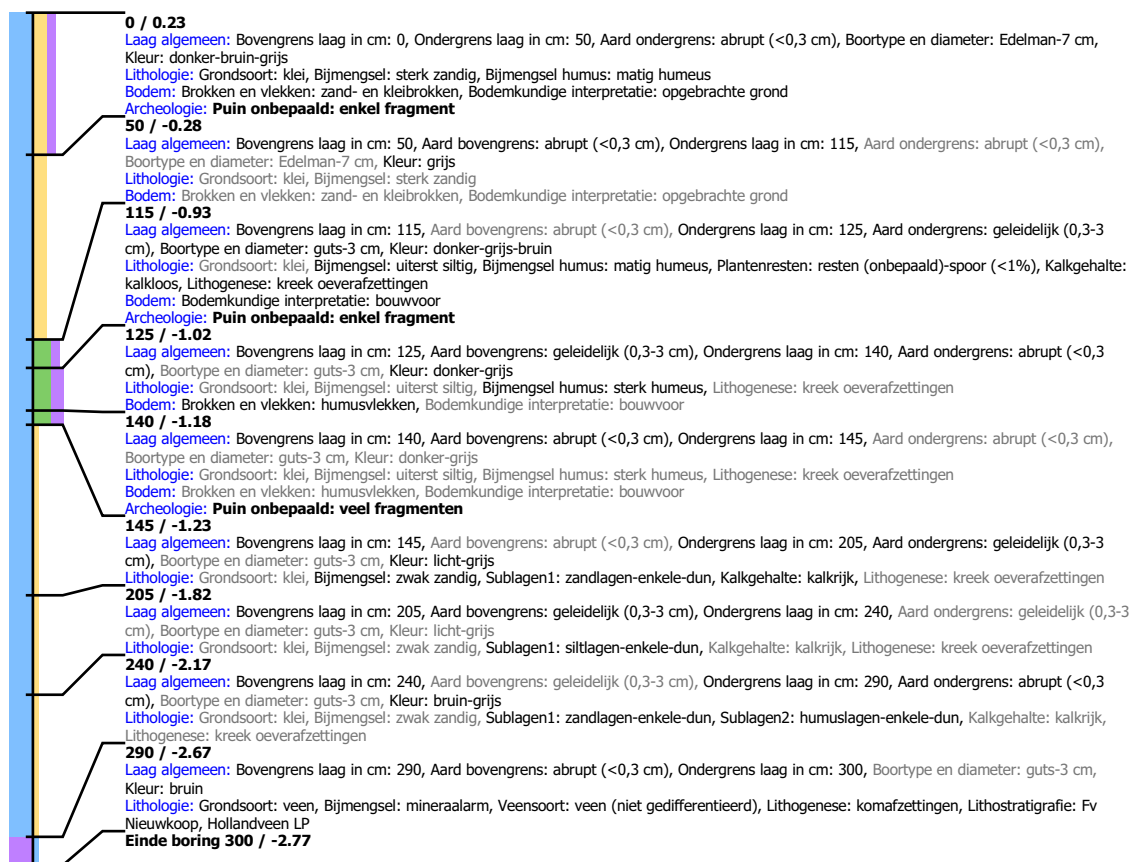 0 / 0.23
Laag algemeen: Bovengrens laag in cm: 0, Ondergrens laag in cm: 50, Aard ondergrens: abrupt (<0,3 cm), Boortype en diameter: Edelman-7 cm,
Kleur: donker-bruin-grijs
Lithologie: Grondsoort: klei, Bijmengsel: sterk zandig, Bijmengsel humus: matig humeus
Bodem: Brokken en vlekken: zand- en kleibrokken, Bodemkundige interpretatie: opgebrachte grond
Archeologie: Puin onbepaald: enkel fragment
50 / -0.28
Laag algemeen: Bovengrens laag in cm: 50, Aard bovengrens: abrupt (<0,3 cm), Ondergrens laag in cm: 115, Aard ondergrens: abrupt (<0,3 cm),
Boortype en diameter: Edelman-7 cm, Kleur: grijs
Lithologie: Grondsoort: klei, Bijmengsel: sterk zandig
Bodem: Brokken en vlekken: zand- en kleibrokken, Bodemkundige interpretatie: opgebrachte grond
115 / -0.93
Laag algemeen: Bovengrens laag in cm: 115, Aard bovengrens: abrupt (<0,3 cm), Ondergrens laag in cm: 125, Aard ondergrens: geleidelijk (0,3-3
cm), Boortype en diameter: guts-3 cm, Kleur: donker-grijs-bruin
Lithologie: Grondsoort: klei, Bijmengsel: uiterst siltig, Bijmengsel humus: matig humeus, Plantenresten: resten (onbepaald)-spoor (<1%), Kalkgehalte:
kalkloos, Lithogenese: kreek oeverafzettingen
Bodem: Bodemkundige interpretatie: bouwvoor
Archeologie: Puin onbepaald: enkel fragment
125 / -1.02
Laag algemeen: Bovengrens laag in cm: 125, Aard bovengrens: geleidelijk (0,3-3 cm), Ondergrens laag in cm: 140, Aard ondergrens: abrupt (<0,3
cm), Boortype en diameter: guts-3 cm, Kleur: donker-grijs
Lithologie: Grondsoort: klei, Bijmengsel: uiterst siltig, Bijmengsel humus: sterk humeus, Lithogenese: kreek oeverafzettingen
Bodem: Brokken en vlekken: humusvlekken, Bodemkundige interpretatie: bouwvoor
140 / -1.18
Laag algemeen: Bovengrens laag in cm: 140, Aard bovengrens: abrupt (<0,3 cm), Ondergrens laag in cm: 145, Aard ondergrens: abrupt (<0,3 cm),
Boortype en diameter: guts-3 cm, Kleur: donker-grijs
Lithologie: Grondsoort: klei, Bijmengsel: uiterst siltig, Bijmengsel humus: sterk humeus, Lithogenese: kreek oeverafzettingen
Bodem: Brokken en vlekken: humusvlekken, Bodemkundige interpretatie: bouwvoor
Archeologie: Puin onbepaald: veel fragmenten
145 / -1.23
Laag algemeen: Bovengrens laag in cm: 145, Aard bovengrens: abrupt (<0,3 cm), Ondergrens laag in cm: 205, Aard ondergrens: geleidelijk (0,3-3
cm), Boortype en diameter: guts-3 cm, Kleur: licht-grijs
Lithologie: Grondsoort: klei, Bijmengsel: zwak zandig, Sublagen1: zandlagen-enkele-dun, Kalkgehalte: kalkrijk, Lithogenese: kreek oeverafzettingen
205 / -1.82
Laag algemeen: Bovengrens laag in cm: 205, Aard bovengrens: geleidelijk (0,3-3 cm), Ondergrens laag in cm: 240, Aard ondergrens: geleidelijk (0,3-3
cm), Boortype en diameter: guts-3 cm, Kleur: licht-grijs
Lithologie: Grondsoort: klei, Bijmengsel: zwak zandig, Sublagen1: siltlagen-enkele-dun, Kalkgehalte: kalkrijk, Lithogenese: kreek oeverafzettingen
240 / -2.17
Laag algemeen: Bovengrens laag in cm: 240, Aard bovengrens: geleidelijk (0,3-3 cm), Ondergrens laag in cm: 290, Aard ondergrens: abrupt (<0,3
cm), Boortype en diameter: guts-3 cm, Kleur: bruin-grijs
Lithologie: Grondsoort: klei, Bijmengsel: zwak zandig, Sublagen1: zandlagen-enkele-dun, Sublagen2: humuslagen-enkele-dun, Kalkgehalte: kalkrijk,
Lithogenese: kreek oeverafzettingen
290 / -2.67
Laag algemeen: Bovengrens laag in cm: 290, Aard bovengrens: abrupt (<0,3 cm), Ondergrens laag in cm: 300, Boortype en diameter: guts-3 cm,
Kleur: bruin
Lithologie: Grondsoort: veen, Bijmengsel: mineraalarm, Veensoort: veen (niet gedifferentieerd), Lithogenese: komafzettingen, Lithostratigrafie: Fv
Nieuwkoop, Hollandveen LP
Einde boring 300 / -2.77